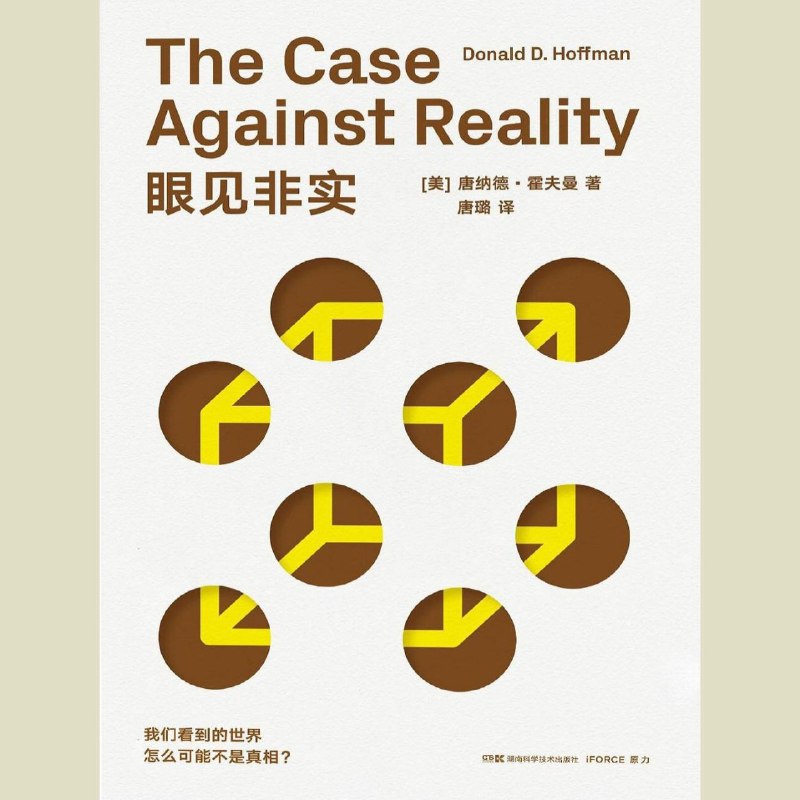 The Case
Donald D. Hoffman
Against Reality
眼见非实
[美] 唐纳德·霍夫曼 著
唐璐 译
我们看到的世界
怎么可能不是真相?
湖南科学技术出版社 iFORCE 原力